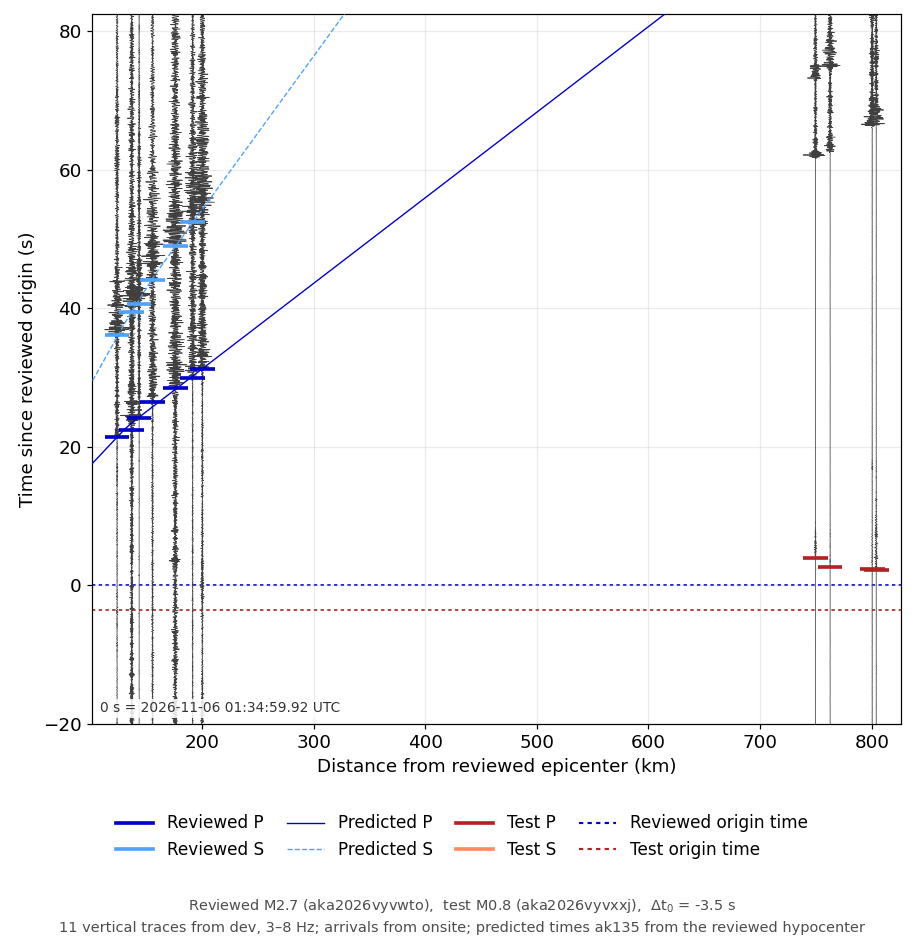 80
60
40
20
0
−20
Time since reviewed origin (s)
0 s = 2026-11-06 01:34:59.92 UTC
200 300 400 500 600 700 800
Distance from reviewed epicenter (km)
Reviewed P Predicted P Test P Reviewed origin time
Reviewed S Predicted S Test S Test origin time
Reviewed M2.7 (aka2026vyvwto), test M0.8 (aka2026vyvxxj), Δt₀ = -3.5 s
11 vertical traces from dev, 3–8 Hz; arrivals from onsite; predicted times ak135 from the reviewed hypocenter